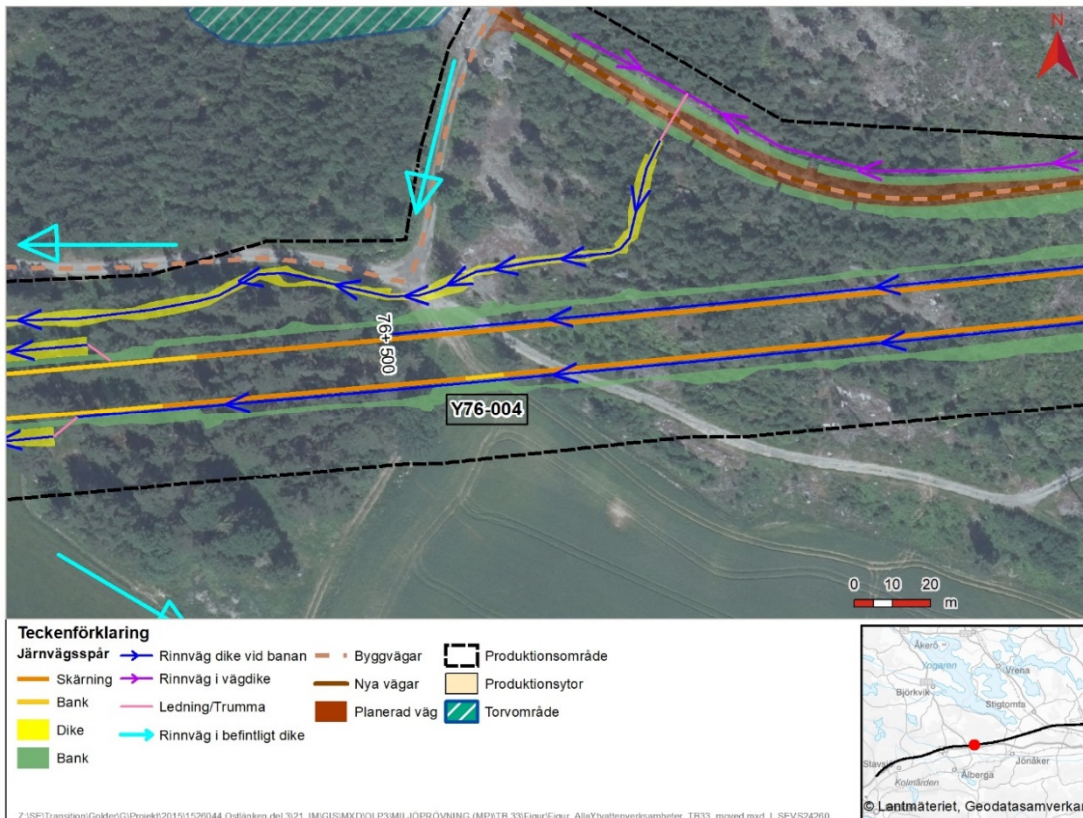 N
76+ 500
Y76-004
0 10 20
m
Teckenförklaring
Järnvägsspår
Skärning
Bank
Dike
Bank
Rinnväg dike vid banan
Rinnväg i vägdike
Ledning/Trumma
Rinnväg i befintligt dike
Byggvägar
Nya vägar
Planerad väg
Produktionsområde
Produktionsytor
Torvområde
Åkerö
Yngaren
Vrena
Björkvik
Stigtomta
Stavsjö
Jönåker
Kolmården
Ålberga
© Lantmäteriet, Geodatasamverkan